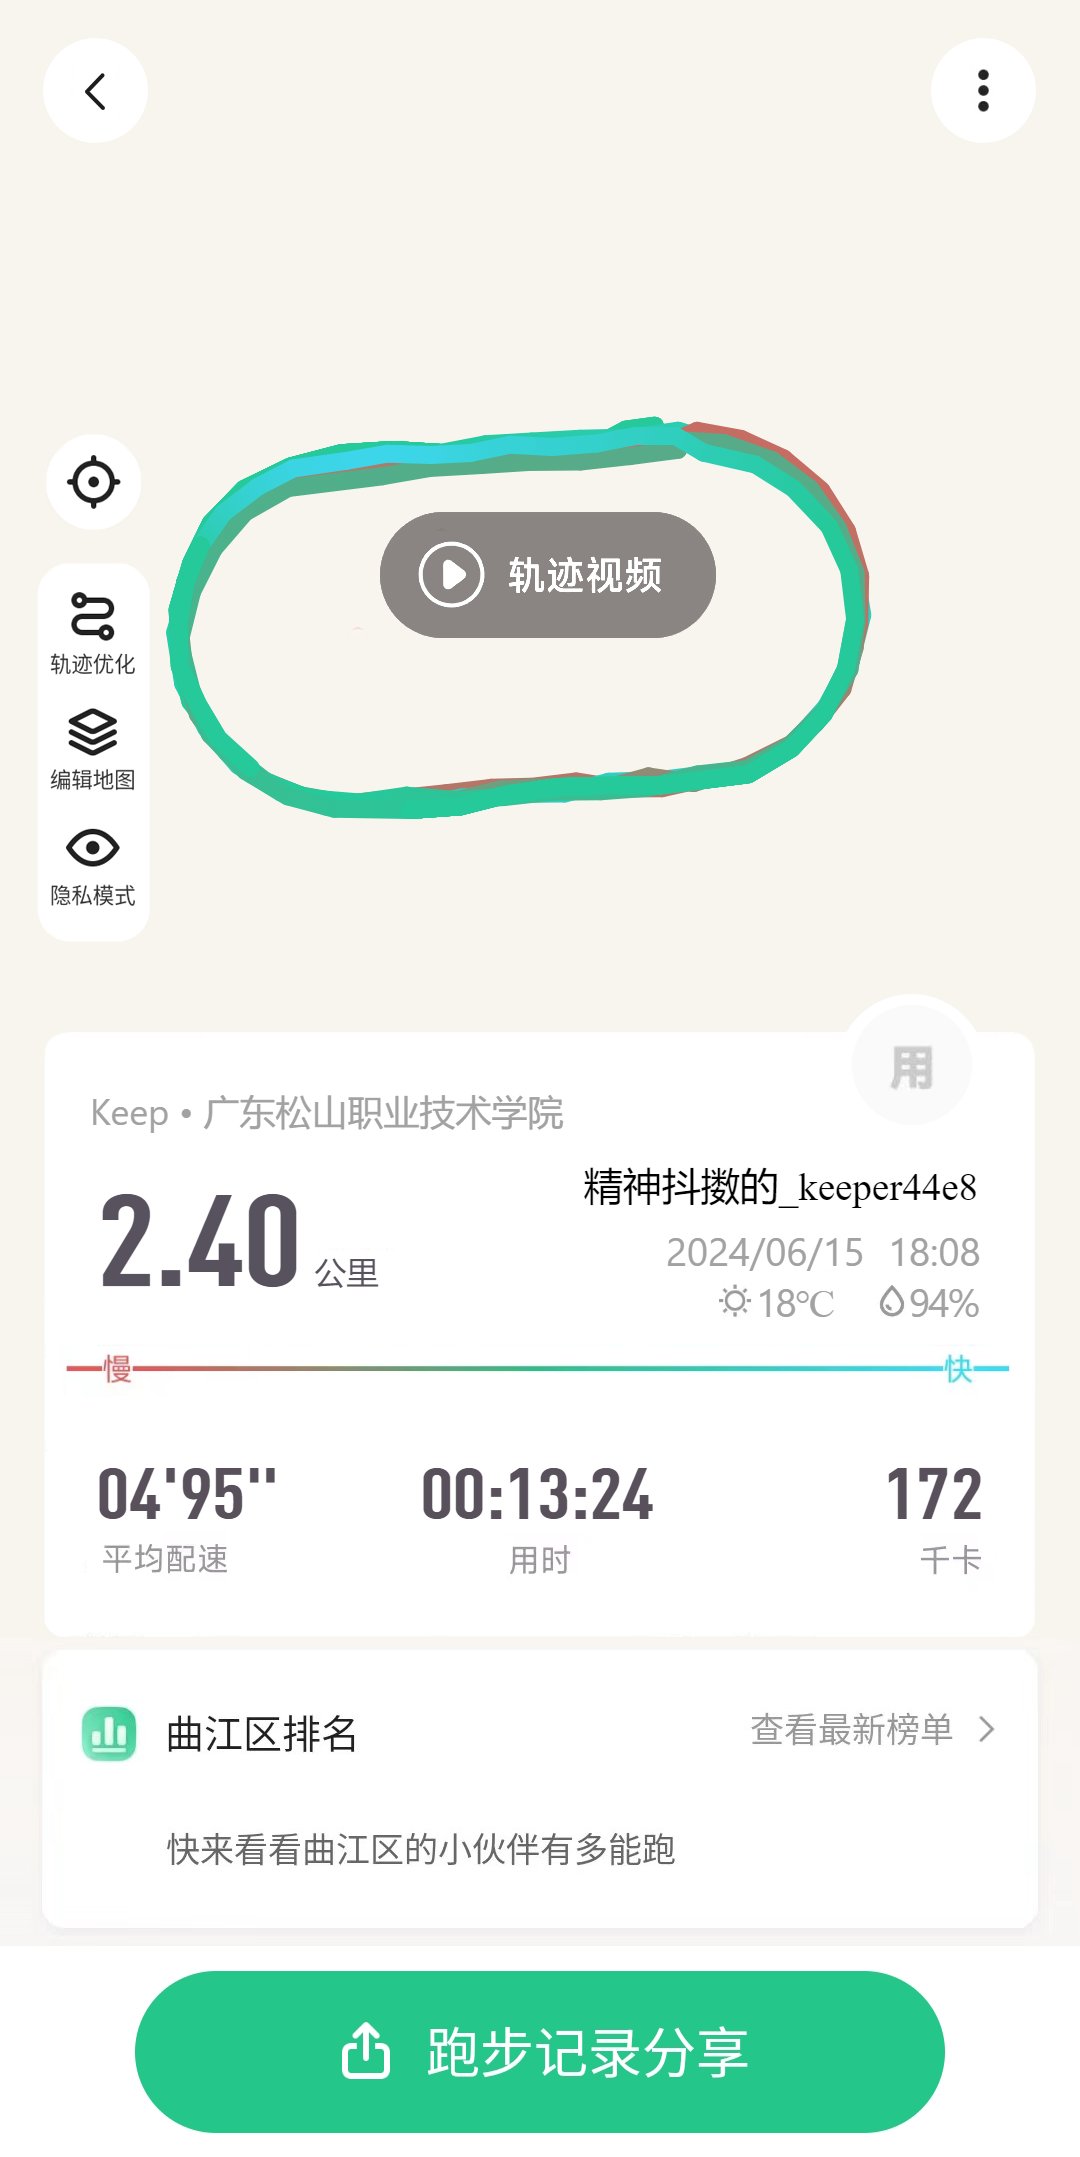 轨迹视频
轨迹优化
编辑地图
隐私模式
用
Keep • 广东松山职业技术学院
精神抖擞的_keeper44e8
2.40 公里
2024/06/15 18:08
18℃ 94%
慢 快
04'95'' 00:13:24 172
平均配速 用时 千卡
曲江区排名 查看最新榜单
快来看看曲江区的小伙伴有多能跑
跑步记录分享